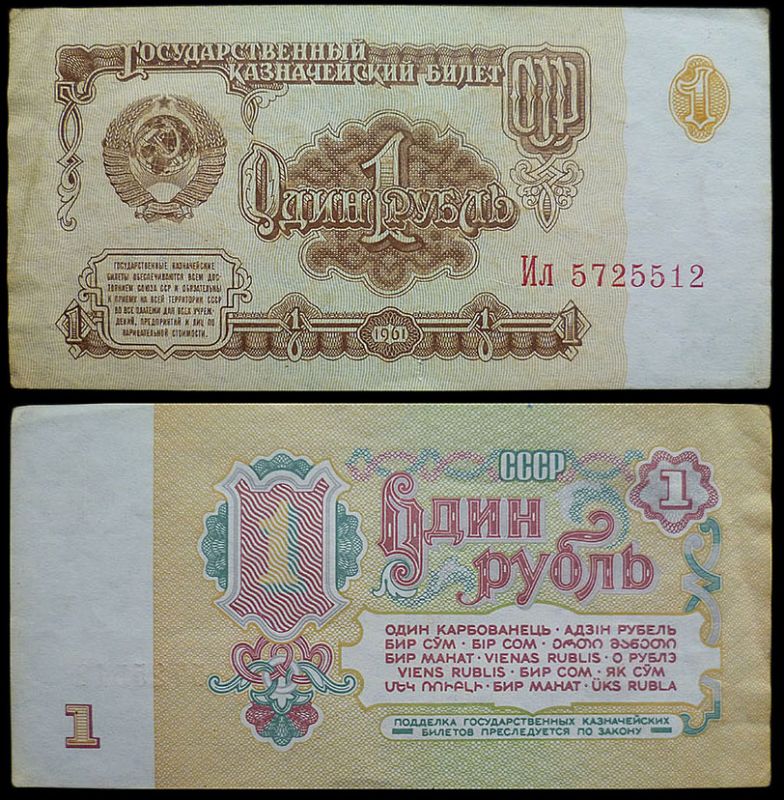 ГОСУДАРСТВЕННЫЙ
КАЗНАЧЕЙСКИЙ БИЛЕТ
СССР
1
1
ОДИН РУБЛЬ
Ил 5725512
ГОСУДАРСТВЕННЫЕ КАЗНАЧЕЙСКИЕ
БИЛЕТЫ ОБЕСПЕЧИВАЮТСЯ ВСЕМ ДОС-
ТОЯНИЕМ СОЮЗА ССР И ОБЯЗАТЕЛЬНЫ
К ПРИЕМУ НА ВСЕЙ ТЕРРИТОРИИ СССР
ВО ВСЕ ПЛАТЕЖИ ДЛЯ ВСЕХ УЧРЕЖ-
ДЕНИЙ, ПРЕДПРИЯТИЙ И ЛИЦ ПО
НАРИЦАТЕЛЬНОЙ СТОИМОСТИ.
1 1 1961 1 1
СССР
1
1
ОДИН
РУБЛЬ
ОДИН КАРБОВАНЕЦЬ · АДЗІН РУБЕЛЬ
БИР СЎМ · БІР СОМ · ერთი მანეთი
БИР МАНАТ · VIENAS RUBLIS · О РУБЛЭ
VIENS RUBLIS · БИР СОМ · ЯК СӮМ
ՄԵԿ ՌՈՒԲԼԻ · БИР МАНАТ · ÜKS RUBLA
ПОДДЕЛКА ГОСУДАРСТВЕННЫХ КАЗНАЧЕЙСКИХ
БИЛЕТОВ ПРЕСЛЕДУЕТСЯ ПО ЗАКОНУ
1